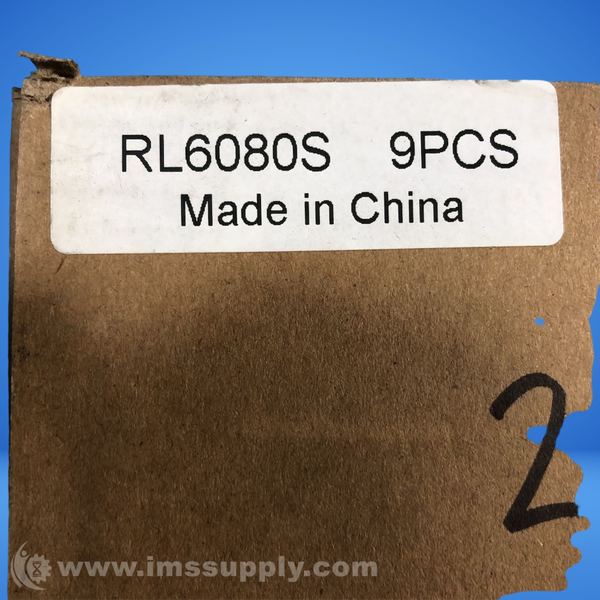 RL6080S 9PCS
Made in China
2
www.imssupply.com